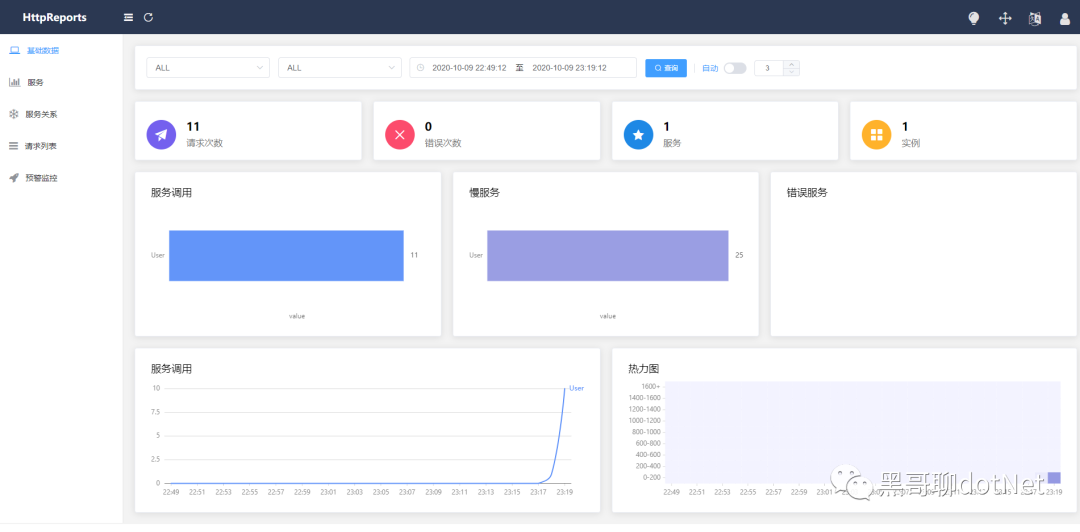 HttpReports
基础数据
服务
服务关系
请求列表
预警监控
ALL
ALL
2020-10-09 22:49:12 至 2020-10-09 23:19:12
查询
自动
3
11
请求次数
0
错误次数
1
服务
1
实例
服务调用
User
11
value
慢服务
User
25
value
错误服务
服务调用
10
7.5
5
2.5
0
User
22:49 22:51 22:53 22:55 22:57 22:59 23:01 23:03 23:05 23:07 23:09 23:11 23:13 23:15 23:17 23:19
热力图
1600+
1400-1600
1200-1400
1000-1200
800-1000
600-800
400-600
200-400
0-200
22:49 22:51 22:53 22:55 22:57 22:59 23:01 23:19
黑哥聊dotNet